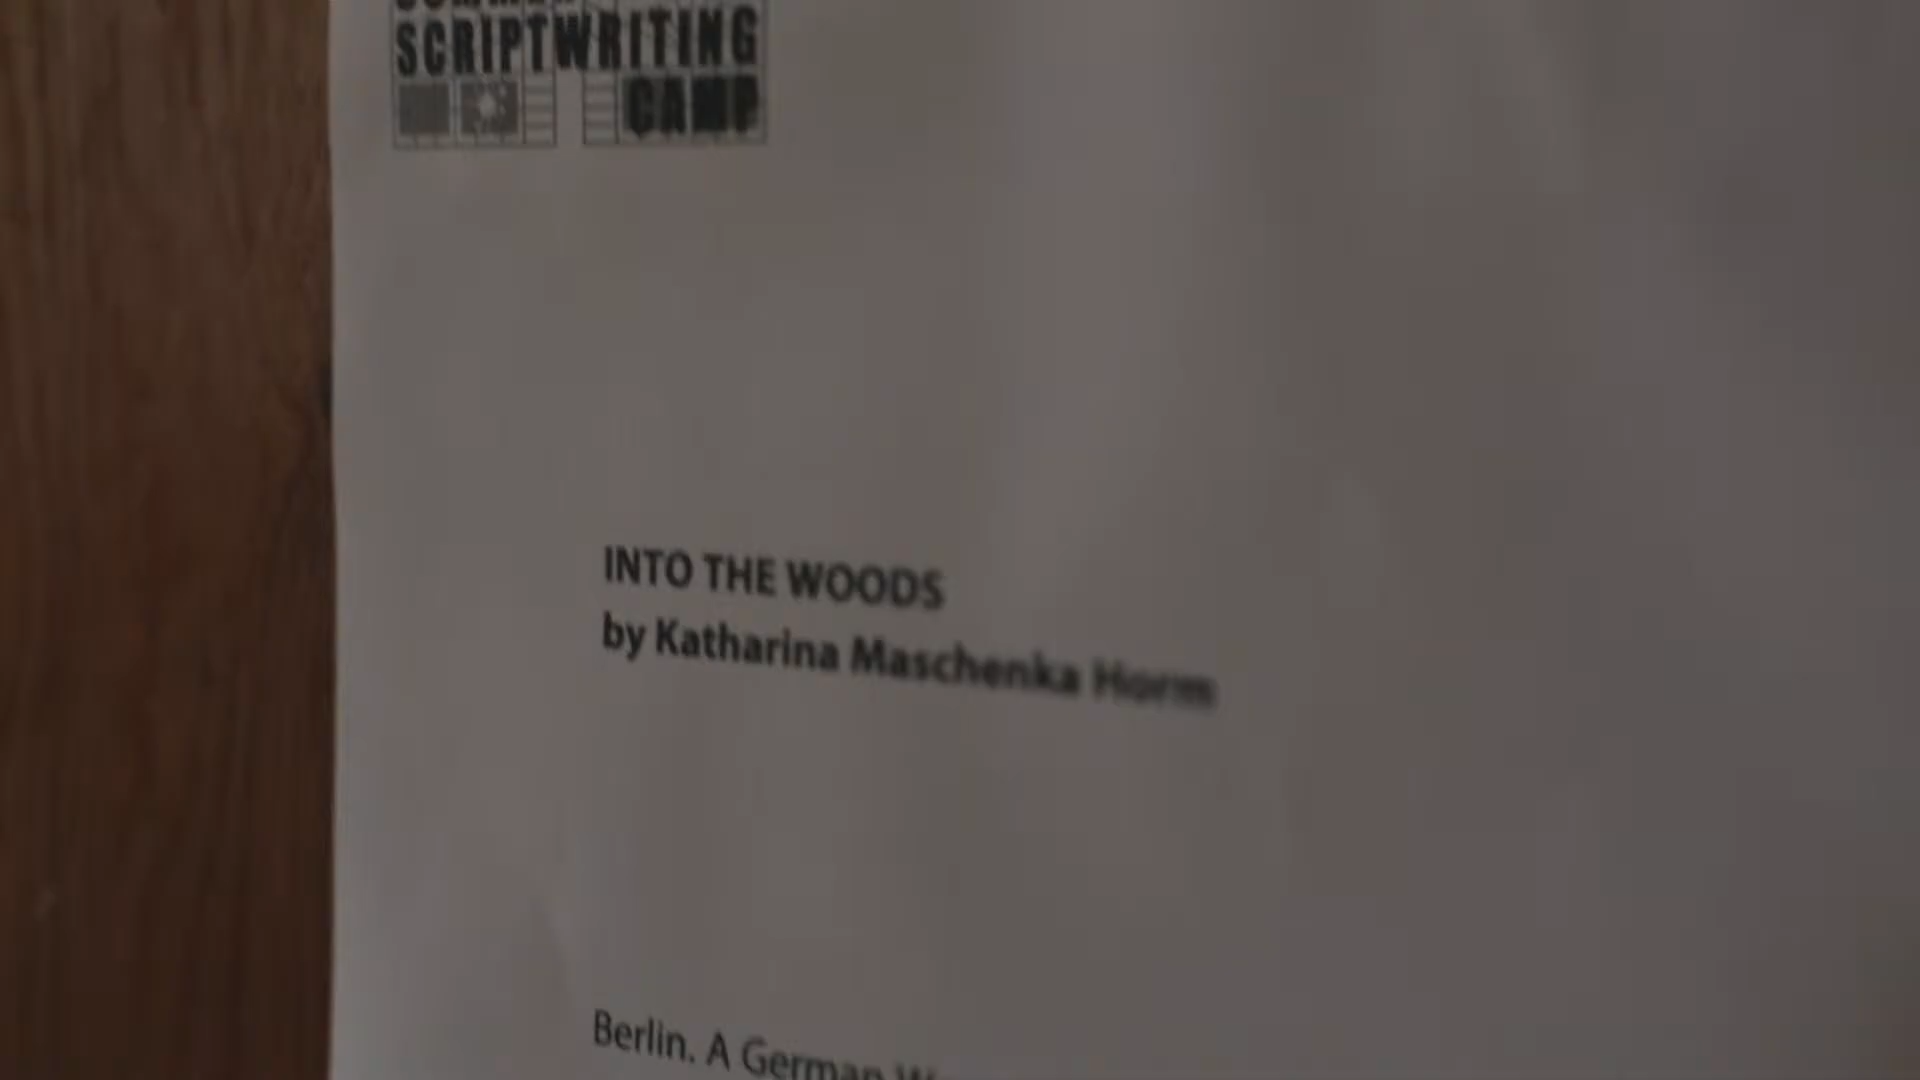 SCRIPTWRITING
CAMP
INTO THE WOODS
by Katharina Maschenka Horm
Berlin. A German